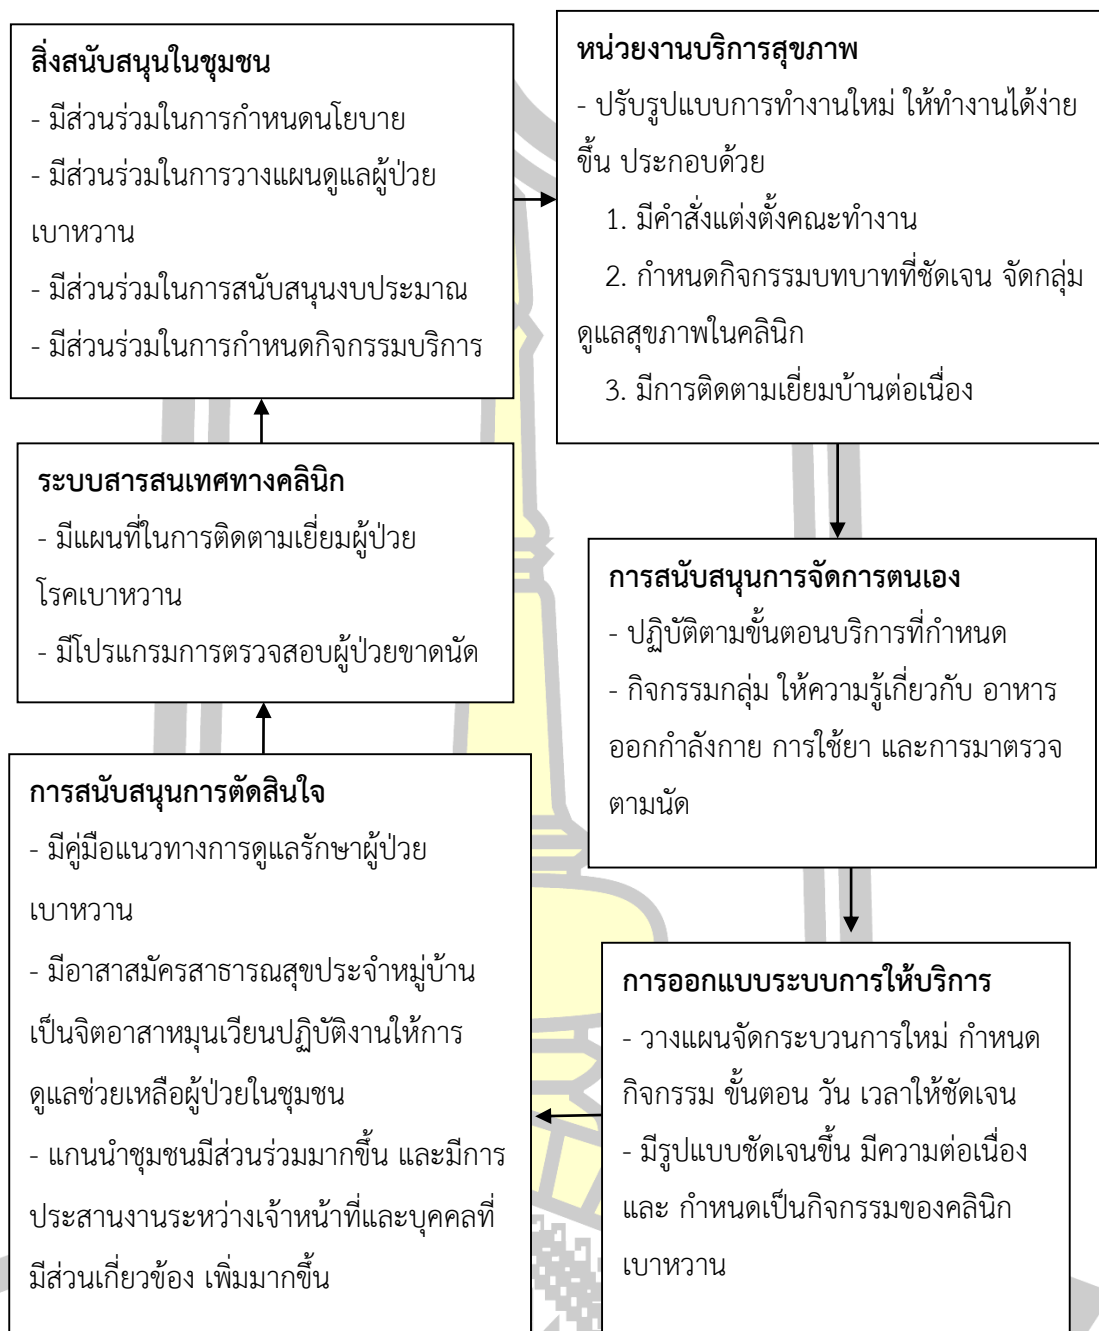 สิ่งสนับสนุนในชุมชน
- มีส่วนร่วมในการกำหนดนโยบาย
- มีส่วนร่วมในการวางแผนดูแลผู้ป่วย
เบาหวาน
- มีส่วนร่วมในการสนับสนุนงบประมาณ
- มีส่วนร่วมในการกำหนดกิจกรรมบริการ
หน่วยงานบริการสุขภาพ
- ปรับรูปแบบการทำงานใหม่ ให้ทำงานได้ง่าย
ขึ้น ประกอบด้วย
1. มีคำสั่งแต่งตั้งคณะทำงาน
2. กำหนดกิจกรรมบทบาทที่ชัดเจน จัดกลุ่ม
ดูแลสุขภาพในคลินิก
3. มีการติดตามเยี่ยมบ้านต่อเนื่อง
ระบบสารสนเทศทางคลินิก
- มีแผนที่ในการติดตามเยี่ยมผู้ป่วย
โรคเบาหวาน
- มีโปรแกรมการตรวจสอบผู้ป่วยขาดนัด
การสนับสนุนการจัดการตนเอง
- ปฏิบัติตามขั้นตอนบริการที่กำหนด
- กิจกรรมกลุ่ม ให้ความรู้เกี่ยวกับ อาหาร
ออกกำลังกาย การใช้ยา และการมาตรวจ
ตามนัด
การสนับสนุนการตัดสินใจ
- มีคู่มือแนวทางการดูแลรักษาผู้ป่วย
เบาหวาน
- มีอาสาสมัครสาธารณสุขประจำหมู่บ้าน
เป็นจิตอาสาหมุนเวียนปฏิบัติงานให้การ
ดูแลช่วยเหลือผู้ป่วยในชุมชน
- แกนนำชุมชนมีส่วนร่วมมากขึ้น และมีการ
ประสานงานระหว่างเจ้าหน้าที่และบุคคลที่
มีส่วนเกี่ยวข้อง เพิ่มมากขึ้น
การออกแบบระบบการให้บริการ
- วางแผนจัดกระบวนการใหม่ กำหนด
กิจกรรม ขั้นตอน วัน เวลาให้ชัดเจน
- มีรูปแบบชัดเจนขึ้น มีความต่อเนื่อง
และ กำหนดเป็นกิจกรรมของคลินิก
เบาหวาน